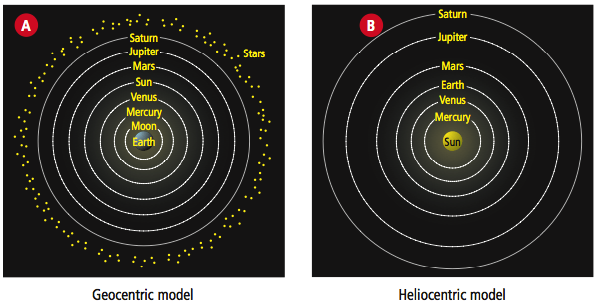 A
Saturn
Jupiter
Stars
Mars
Sun
Venus
Mercury
Moon
Earth
Geocentric model
B
Saturn
Jupiter
Mars
Earth
Venus
Mercury
Sun
Heliocentric model